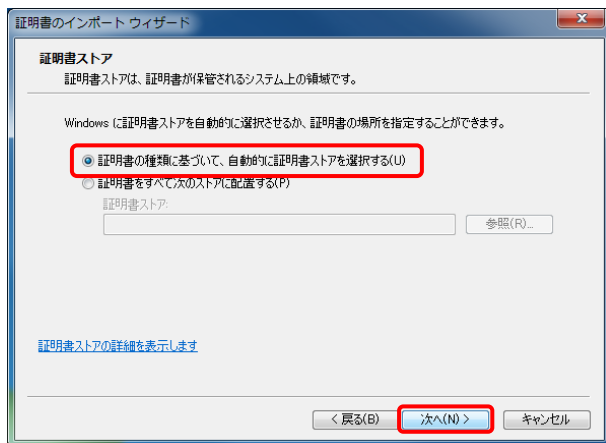 証明書のインポート ウィザード
証明書ストア
証明書ストアは、証明書が保管されるシステム上の領域です。
Windows に証明書ストアを自動的に選択させるか、証明書の場所を指定することができます。
証明書の種類に基づいて、自動的に証明書ストアを選択する(U)
証明書をすべて次のストアに配置する(P)
証明書ストア:
参照(R)...
証明書ストアの詳細を表示します
< 戻る(B)
次へ(N) >
キャンセル